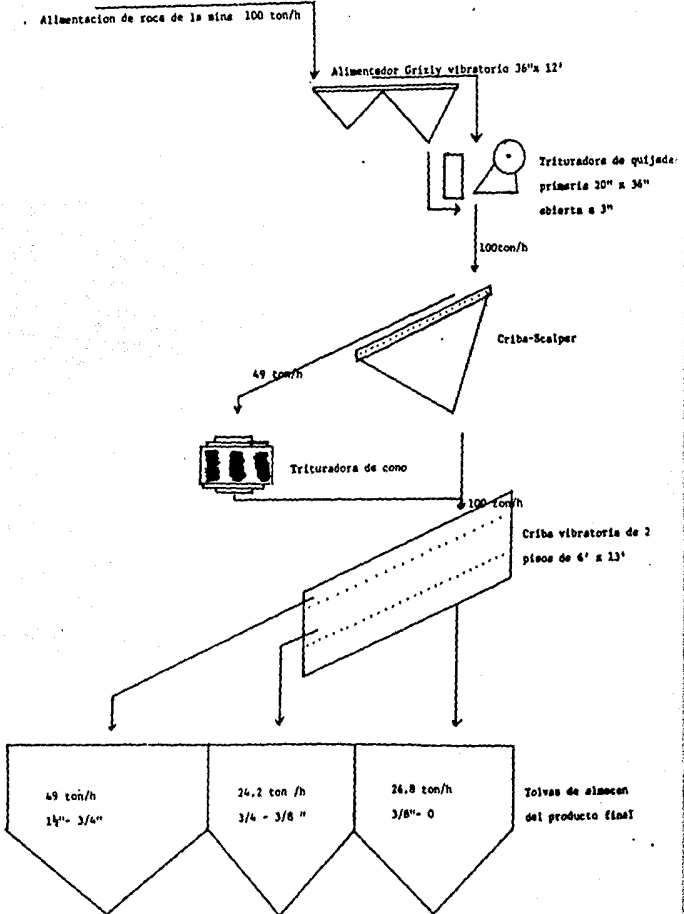 Alimentacion de roca de la mina 100 ton/h
Alimentador Grizly vibratorio 36"x 12'
Trituradora de quijada
primaria 20" x 36"
abierta a 3"
100ton/h
Criba-Scalper
49 ton/h
Trituradora de cono
100 ton/h
Criba vibratoria de 2
pisos de 4' x 13'
49 ton/h
1½"- 3/4"
24.2 ton /h
3/4 - 3/8 "
26.8 ton/h
3/8"- 0
Tolvas de almacen
del producto final